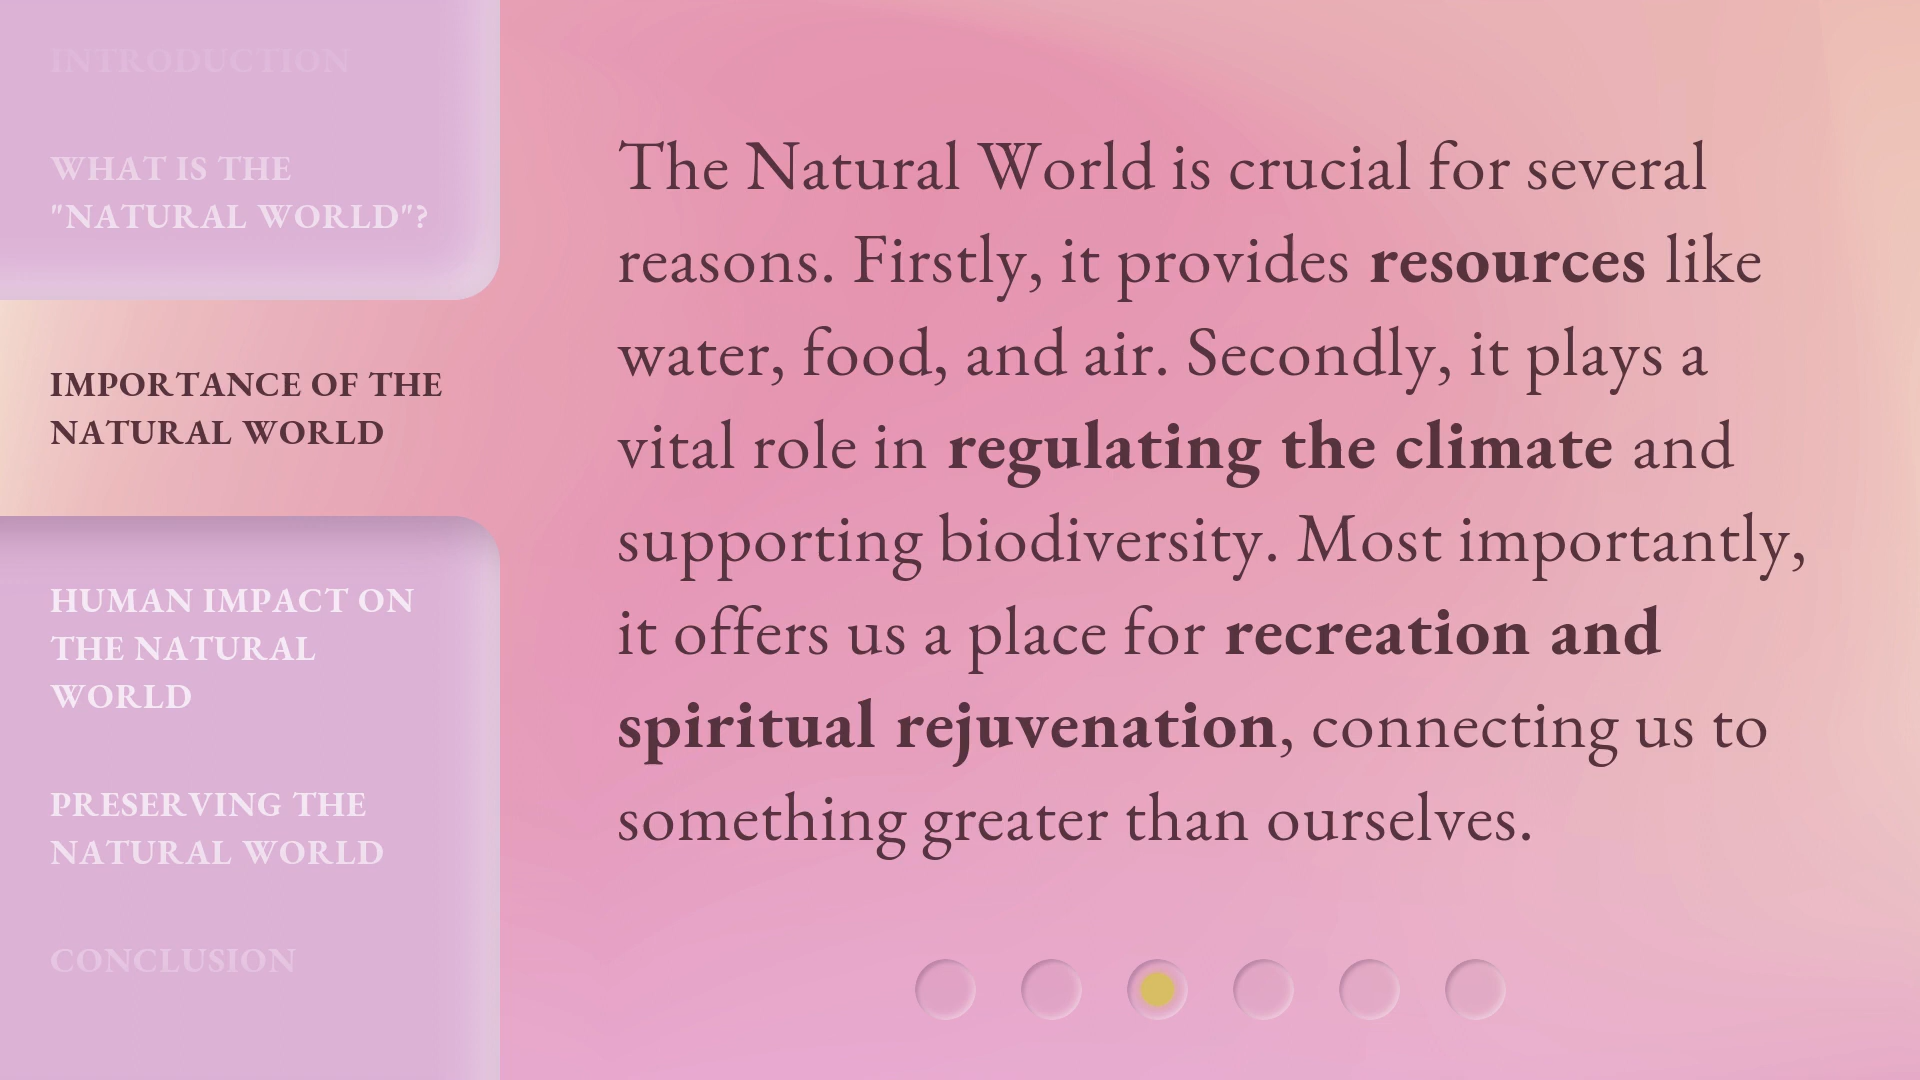 INTRODUCTION
WHAT IS THE
"NATURAL WORLD"?
IMPORTANCE OF THE
NATURAL WORLD
HUMAN IMPACT ON
THE NATURAL
WORLD
PRESERVING THE
NATURAL WORLD
CONCLUSION
The Natural World is crucial for several
reasons. Firstly, it provides resources like
water, food, and air. Secondly, it plays a
vital role in regulating the climate and
supporting biodiversity. Most importantly,
it offers us a place for recreation and
spiritual rejuvenation, connecting us to
something greater than ourselves.